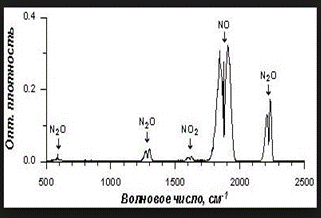 Опт. плотность
0.4
0.2
0.0
N₂O
N₂O
NO₂
NO
N₂O
500
1000
1500
2000
2500
Волновое число, см⁻¹